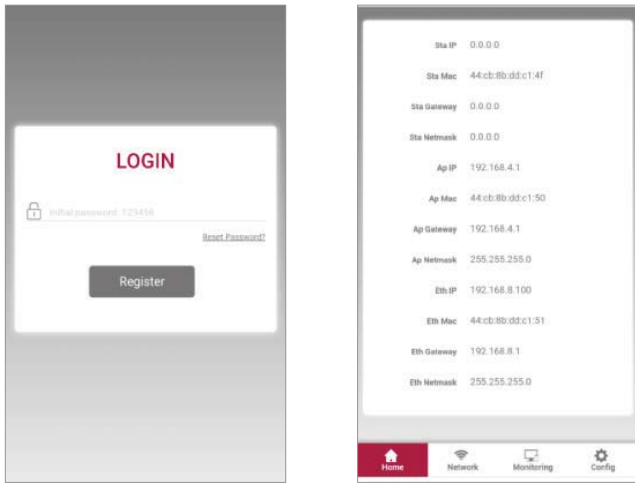 LOGIN
Initial password: 123456
Reset Password?
Register
Sta IP 0.0.0.0
Sta Mac 44:cb:8b:dd:c1:4f
Sta Gateway 0.0.0.0
Sta Netmask 0.0.0.0
Ap IP 192.168.4.1
Ap Mac 44:cb:8b:dd:c1:50
Ap Gateway 192.168.4.1
Ap Netmask 255.255.255.0
Eth IP 192.168.8.100
Eth Mac 44:cb:8b:dd:c1:51
Eth Gateway 192.168.8.1
Eth Netmask 255.255.255.0
Home Network Monitoring Config